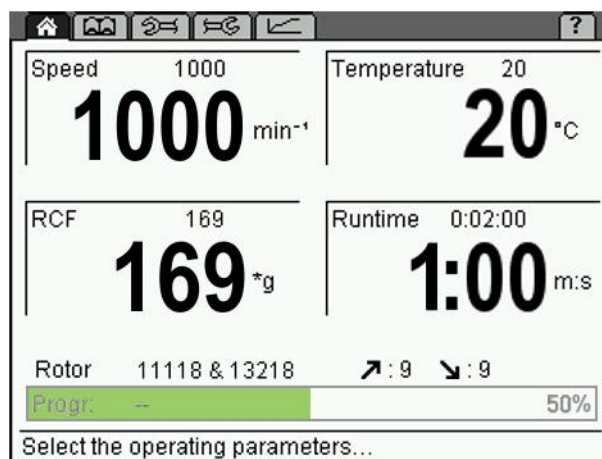 ?
Speed 1000
1000 min⁻¹
Temperature 20
20 °C
RCF 169
169 *g
Runtime 0:02:00
1:00 m:s
Rotor 11118 & 13218 ↗ : 9 ↘ : 9
Progr: -- 50%
Select the operating parameters...